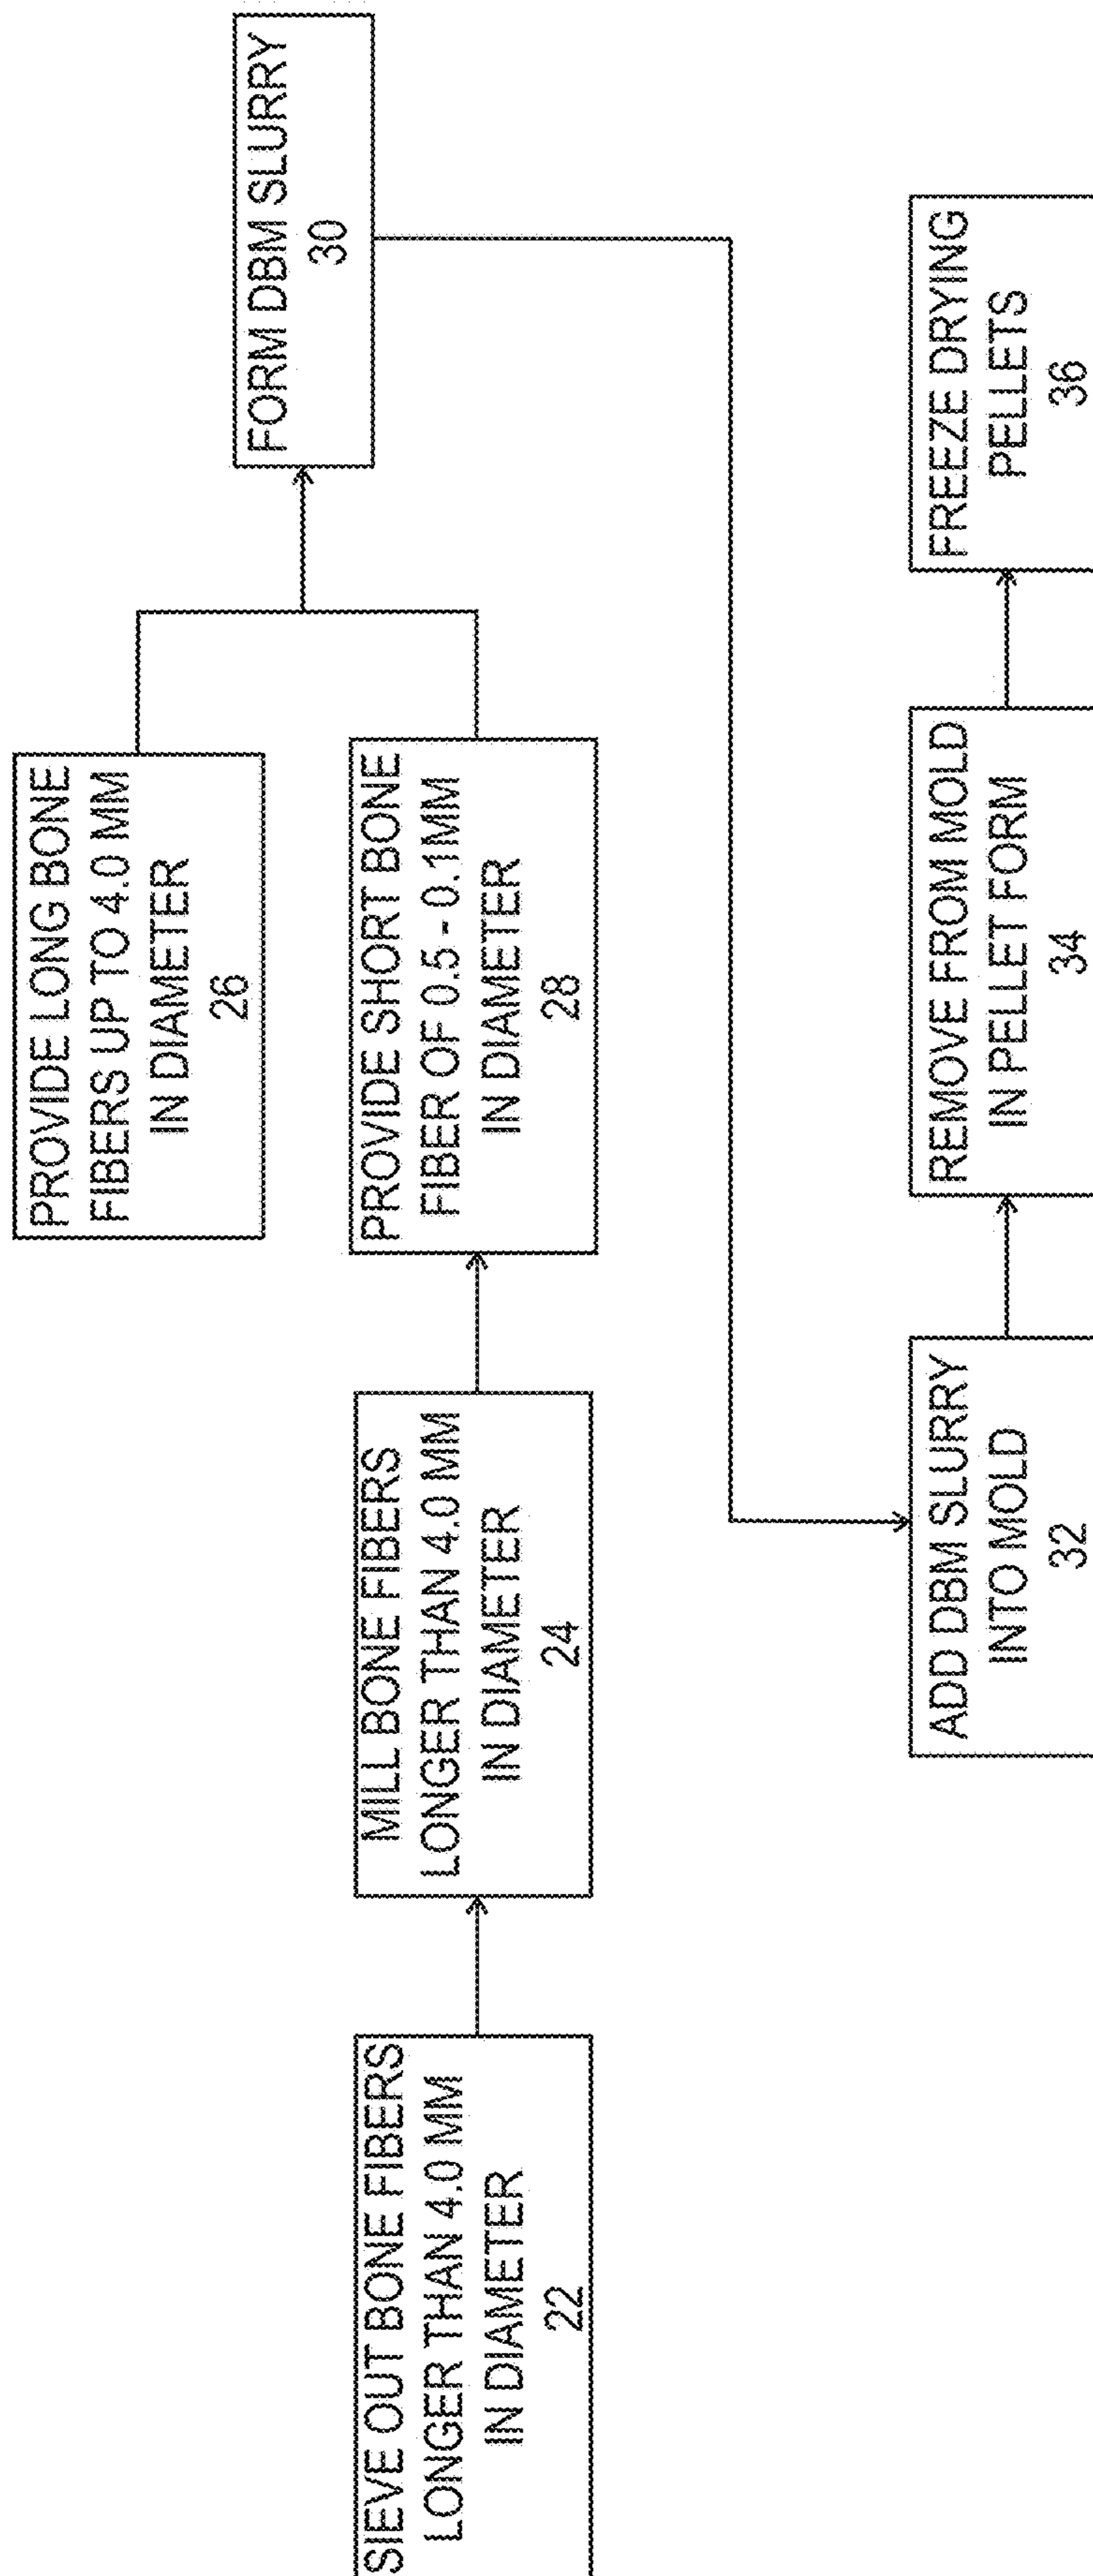 SIEVE OUT BONE FIBERS
LONGER THAN 4.0 MM
IN DIAMETER
22
MILL BONE FIBERS
LONGER THAN 4.0 MM
IN DIAMETER
24
PROVIDE LONG BONE
FIBERS UP TO 4.0 MM
IN DIAMETER
26
PROVIDE SHORT BONE
FIBER OF 0.5 - 0.1MM
IN DIAMETER
28
FORM DBM SLURRY
30
ADD DBM SLURRY
INTO MOLD
32
REMOVE FROM MOLD
IN PELLET FORM
34
FREEZE DRYING
PELLETS
36